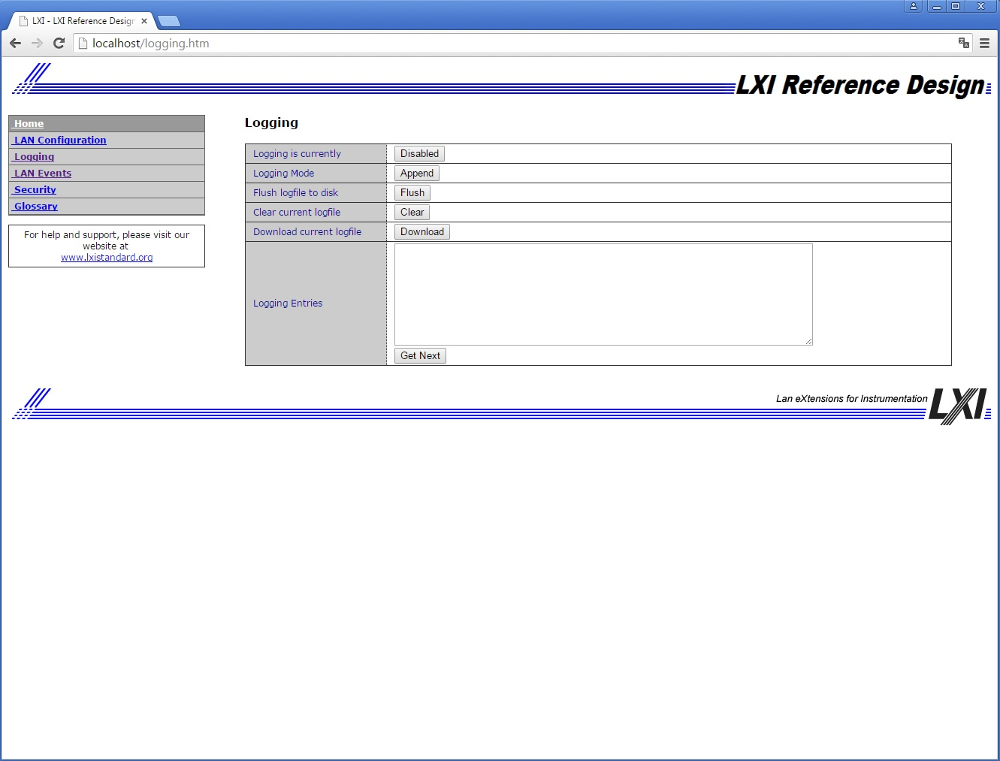 LXI - LXI Reference Design
localhost/logging.htm
LXI Reference Design
Home
LAN Configuration
Logging
LAN Events
Security
Glossary
For help and support, please visit our
website at
www.lxistandard.org
Logging
Logging is currently Disabled
Logging Mode Append
Flush logfile to disk Flush
Clear current logfile Clear
Download current logfile Download
Logging Entries
Get Next
Lan eXtensions for Instrumentation LXI